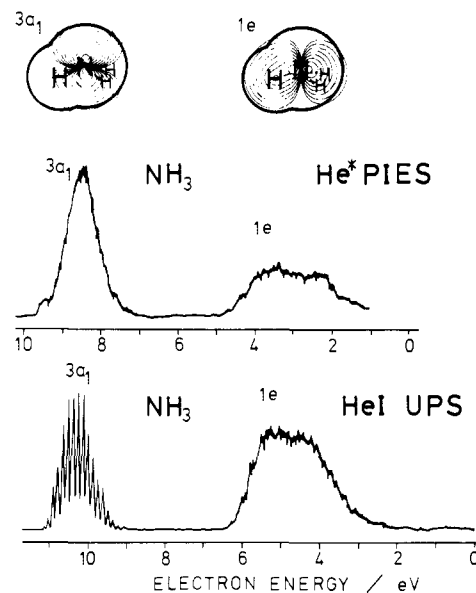 3a₁ 1e
H N H H H H H
3a₁ NH₃ He* PIES
1e
10 8 6 4 2 0
3a₁ NH₃ 1e HeI UPS
10 8 6 4 2 0
ELECTRON ENERGY / eV